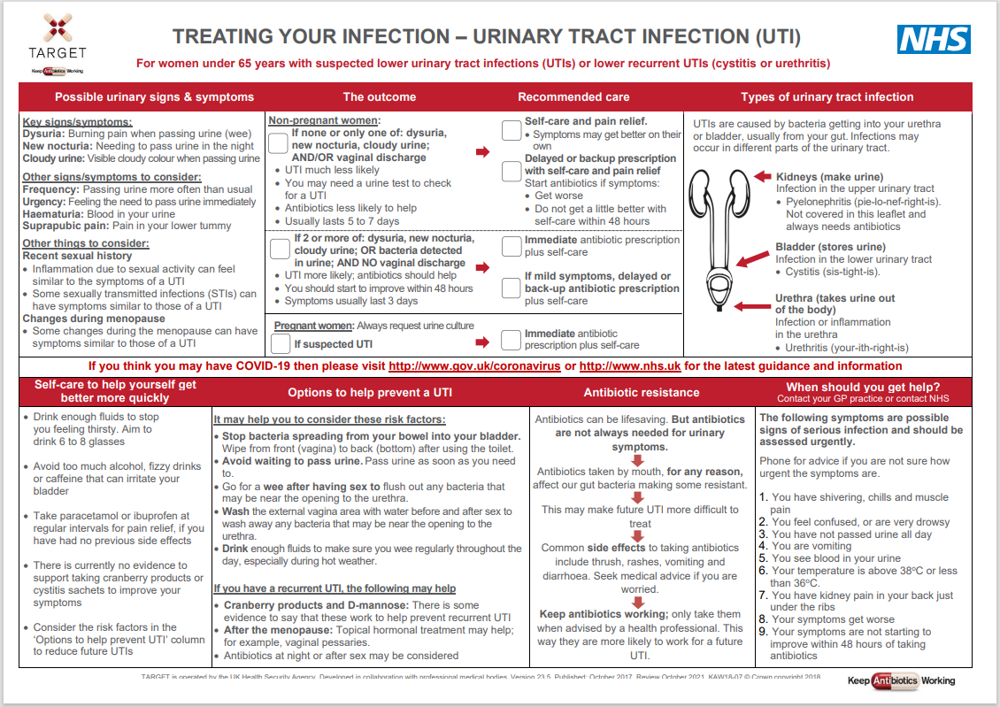 TARGET
Keep Antibiotics Working
TREATING YOUR INFECTION – URINARY TRACT INFECTION (UTI)
For women under 65 years with suspected lower urinary tract infections (UTIs) or lower recurrent UTIs (cystitis or urethritis)
NHS
Possible urinary signs & symptoms
Key signs/symptoms:
Dysuria: Burning pain when passing urine (wee)
New nocturia: Needing to pass urine in the night
Cloudy urine: Visible cloudy colour when passing urine
Other signs/symptoms to consider:
Frequency: Passing urine more often than usual
Urgency: Feeling the need to pass urine immediately
Haematuria: Blood in your urine
Suprapubic pain: Pain in your lower tummy
Other things to consider:
Recent sexual history
• Inflammation due to sexual activity can feel
similar to the symptoms of a UTI
• Some sexually transmitted infections (STIs) can
have symptoms similar to those of a UTI
Changes during menopause
• Some changes during the menopause can have
symptoms similar to those of a UTI
The outcome
Non-pregnant women:
If none or only one of: dysuria,
new nocturia, cloudy urine;
AND/OR vaginal discharge
• UTI much less likely
• You may need a urine test to check
for a UTI
• Antibiotics less likely to help
• Usually lasts 5 to 7 days
If 2 or more of: dysuria, new nocturia,
cloudy urine; OR bacteria detected
in urine; AND NO vaginal discharge
• UTI more likely; antibiotics should help
• You should start to improve within 48 hours
• Symptoms usually last 3 days
Pregnant women: Always request urine culture
If suspected UTI
Recommended care
Self-care and pain relief.
• Symptoms may get better on their
own
Delayed or backup prescription
with self-care and pain relief
Start antibiotics if symptoms:
• Get worse
• Do not get a little better with
self-care within 48 hours
Immediate antibiotic prescription
plus self-care
If mild symptoms, delayed or
back-up antibiotic prescription
plus self-care
Immediate antibiotic
prescription plus self-care
Types of urinary tract infection
UTIs are caused by bacteria getting into your urethra
or bladder, usually from your gut. Infections may
occur in different parts of the urinary tract.
Kidneys (make urine)
Infection in the upper urinary tract
• Pyelonephritis (pie-lo-nef-right-is).
Not covered in this leaflet and
always needs antibiotics
Bladder (stores urine)
Infection in the lower urinary tract
• Cystitis (sis-tight-is).
Urethra (takes urine out
of the body)
Infection or inflammation
in the urethra
• Urethritis (your-ith-right-is)
If you think you may have COVID-19 then please visit http://www.gov.uk/coronavirus or http://www.nhs.uk for the latest guidance and information
Self-care to help yourself get
better more quickly
• Drink enough fluids to stop
you feeling thirsty. Aim to
drink 6 to 8 glasses
• Avoid too much alcohol, fizzy drinks
or caffeine that can irritate your
bladder
• Take paracetamol or ibuprofen at
regular intervals for pain relief, if you
have had no previous side effects
• There is currently no evidence to
support taking cranberry products or
cystitis sachets to improve your
symptoms
• Consider the risk factors in the
‘Options to help prevent UTI’ column
to reduce future UTIs
Options to help prevent a UTI
It may help you to consider these risk factors:
• Stop bacteria spreading from your bowel into your bladder.
Wipe from front (vagina) to back (bottom) after using the toilet.
• Avoid waiting to pass urine. Pass urine as soon as you need
to.
• Go for a wee after having sex to flush out any bacteria that
may be near the opening to the urethra.
• Wash the external vagina area with water before and after sex to
wash away any bacteria that may be near the opening to the
urethra.
• Drink enough fluids to make sure you wee regularly throughout the
day, especially during hot weather.
If you have a recurrent UTI, the following may help
• Cranberry products and D-mannose: There is some
evidence to say that these work to help prevent recurrent UTI
• After the menopause: Topical hormonal treatment may help;
for example, vaginal pessaries.
• Antibiotics at night or after sex may be considered
Antibiotic resistance
Antibiotics can be lifesaving. But antibiotics
are not always needed for urinary
symptoms.
Antibiotics taken by mouth, for any reason,
affect our gut bacteria making some resistant.
This may make future UTI more difficult to
treat
Common side effects to taking antibiotics
include thrush, rashes, vomiting and
diarrhoea. Seek medical advice if you are
worried.
Keep antibiotics working; only take them
when advised by a health professional. This
way they are more likely to work for a future
UTI.
When should you get help?
Contact your GP practice or contact NHS
The following symptoms are possible
signs of serious infection and should be
assessed urgently.
Phone for advice if you are not sure how
urgent the symptoms are.
1. You have shivering, chills and muscle
pain
2. You feel confused, or are very drowsy
3. You have not passed urine all day
4. You are vomiting
5. You see blood in your urine
6. Your temperature is above 38°C or less
than 36°C.
7. You have kidney pain in your back just
under the ribs
8. Your symptoms get worse
9. Your symptoms are not starting to
improve within 48 hours of taking
antibiotics
TARGET is operated by the UK Health Security Agency. Developed in collaboration with professional medical bodies. Version 23.5. Published: October 2017. Review October 2021. KAW18-07 © Crown copyright 2018.
Keep Antibiotics Working